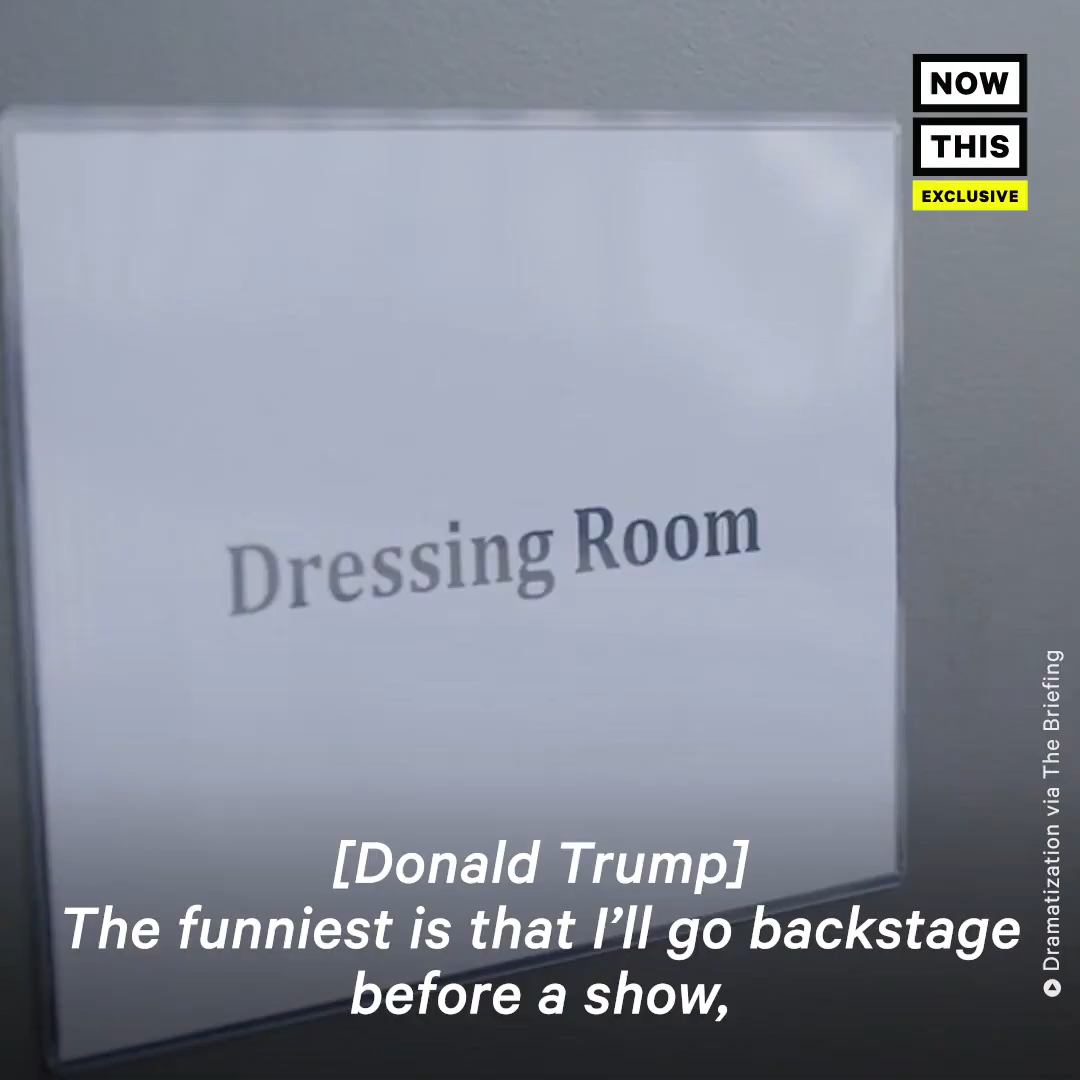 NOW
THIS
EXCLUSIVE
Dressing Room
Dramatization via The Briefing
[Donald Trump]
The funniest is that I’ll go backstage
before a show,